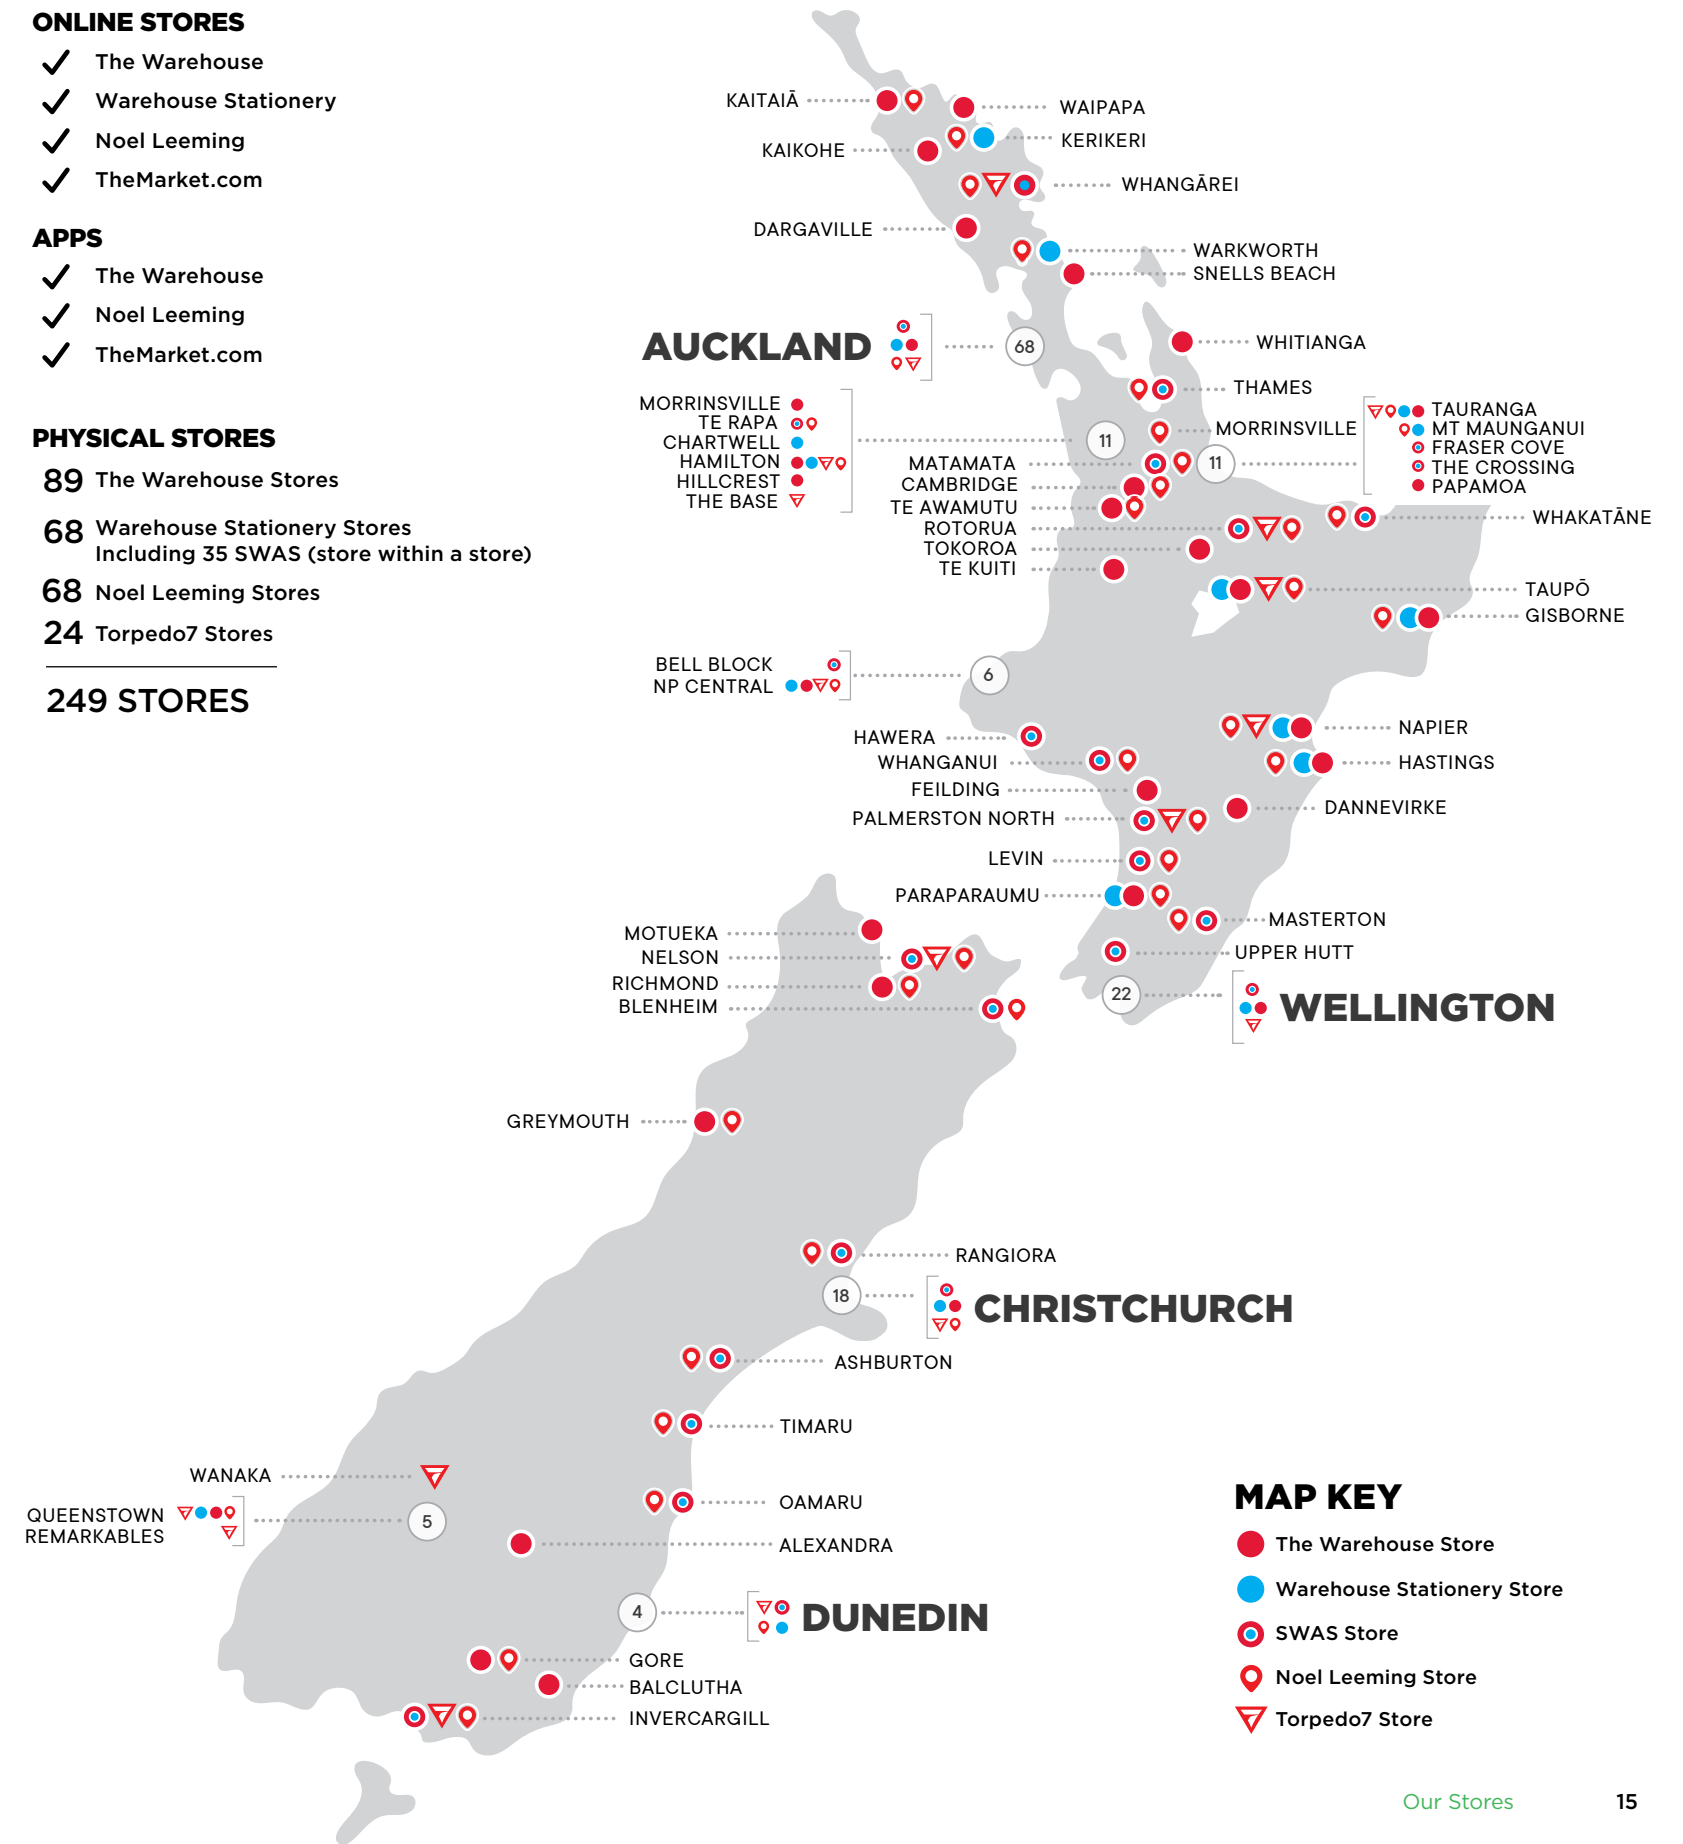 ONLINE STORES
The Warehouse
Warehouse Stationery
Noel Leeming
TheMarket.com
APPS
The Warehouse
Noel Leeming
TheMarket.com
PHYSICAL STORES
89 The Warehouse Stores
68 Warehouse Stationery Stores
Including 35 SWAS (store within a store)
68 Noel Leeming Stores
24 Torpedo7 Stores
249 STORES
KAITAIĀ
WAIPAPA
KERIKERI
KAIKOHE
WHANGĀREI
DARGAVILLE
WARKWORTH
SNELLS BEACH
AUCKLAND
68
WHITIANGA
THAMES
MORRINSVILLE
TE RAPA
CHARTWELL
HAMILTON
HILLCREST
THE BASE
11
MORRINSVILLE
11
TAURANGA
MT MAUNGANUI
FRASER COVE
THE CROSSING
PAPAMOA
MATAMATA
CAMBRIDGE
TE AWAMUTU
ROTORUA
TOKOROA
TE KUITI
WHAKATĀNE
TAUPŌ
GISBORNE
BELL BLOCK
NP CENTRAL
6
HAWERA
WHANGANUI
FEILDING
PALMERSTON NORTH
LEVIN
PARAPARAUMU
NAPIER
HASTINGS
DANNEVIRKE
MASTERTON
UPPER HUTT
22
WELLINGTON
MOTUEKA
NELSON
RICHMOND
BLENHEIM
GREYMOUTH
RANGIORA
18
CHRISTCHURCH
ASHBURTON
TIMARU
WANAKA
QUEENSTOWN
REMARKABLES
5
OAMARU
ALEXANDRA
4
DUNEDIN
GORE
BALCLUTHA
INVERCARGILL
MAP KEY
The Warehouse Store
Warehouse Stationery Store
SWAS Store
Noel Leeming Store
Torpedo7 Store
Our Stores 15